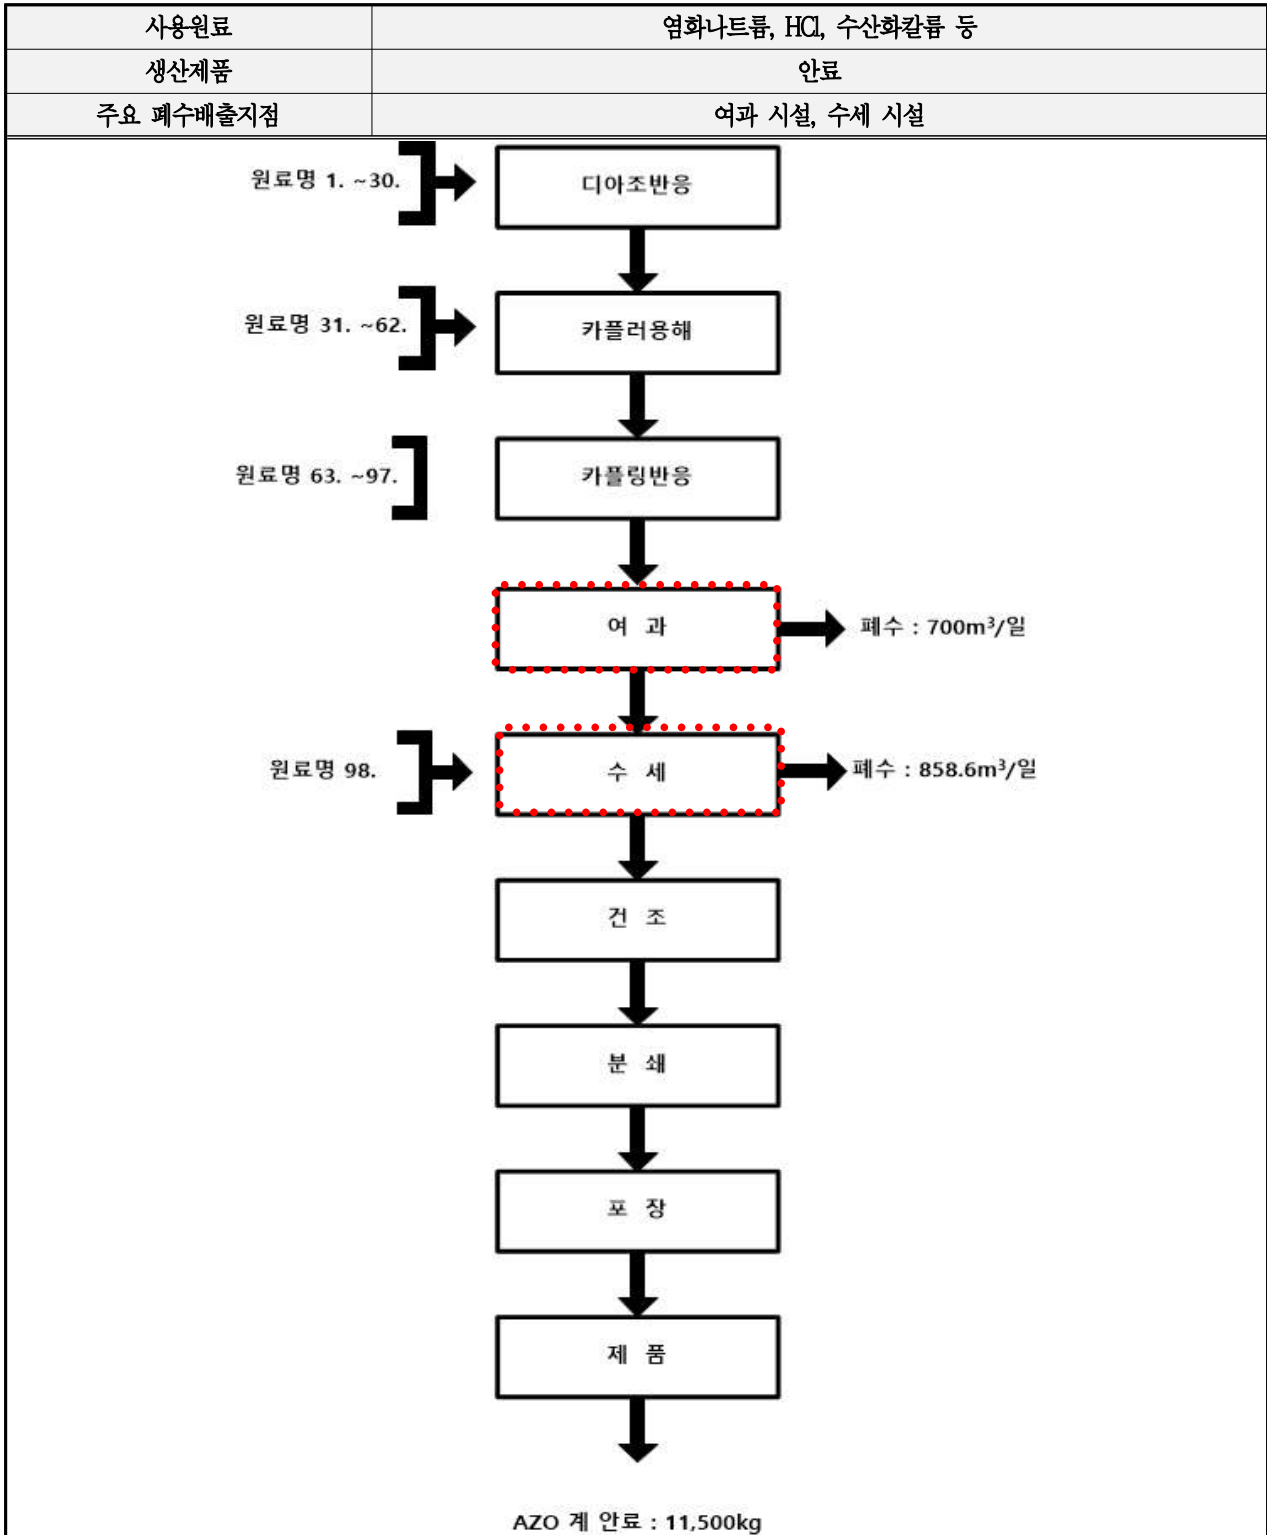 사용원료 염화나트륨, HCl, 수산화칼륨 등
생산제품 안료
주요 폐수배출지점 여과 시설, 수세 시설
원료명 1. ~30. 디아조반응
원료명 31. ~62. 카플러용해
원료명 63. ~97. 카플링반응
여 과 폐수 : 700m³/일
원료명 98. 수 세 폐수 : 858.6m³/일
건 조
분 쇄
포 장
제 품
AZO 계 안료 : 11,500kg